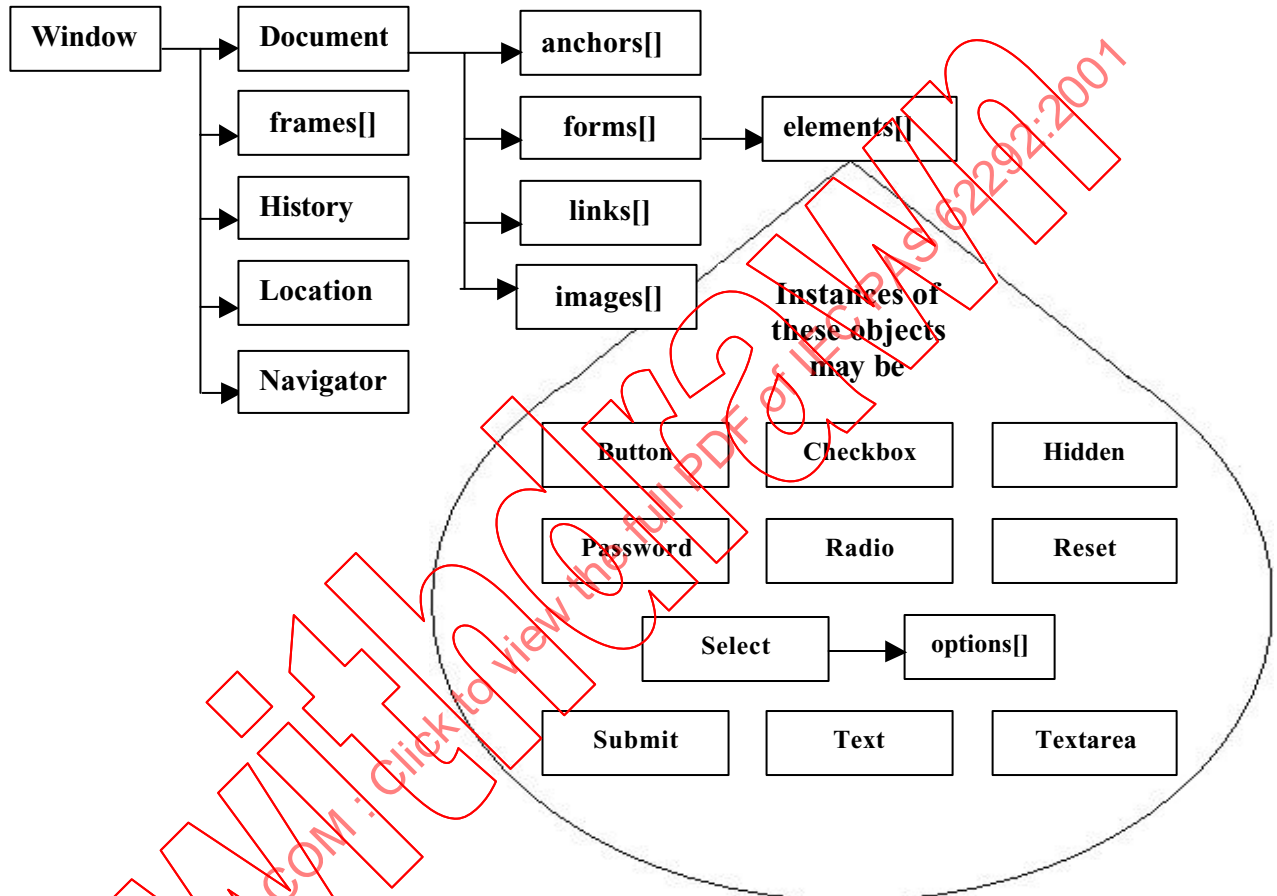 Window
Document
anchors[]
frames[]
forms[]
elements[]
History
links[]
Location
images[]
Navigator
Instances of
these objects
may be
Button
Checkbox
Hidden
Password
Radio
Reset
Select
options[]
Submit
Text
Textarea
Withdrawn
COM : Click to view the full PDF of IEC PAS 62292:2001